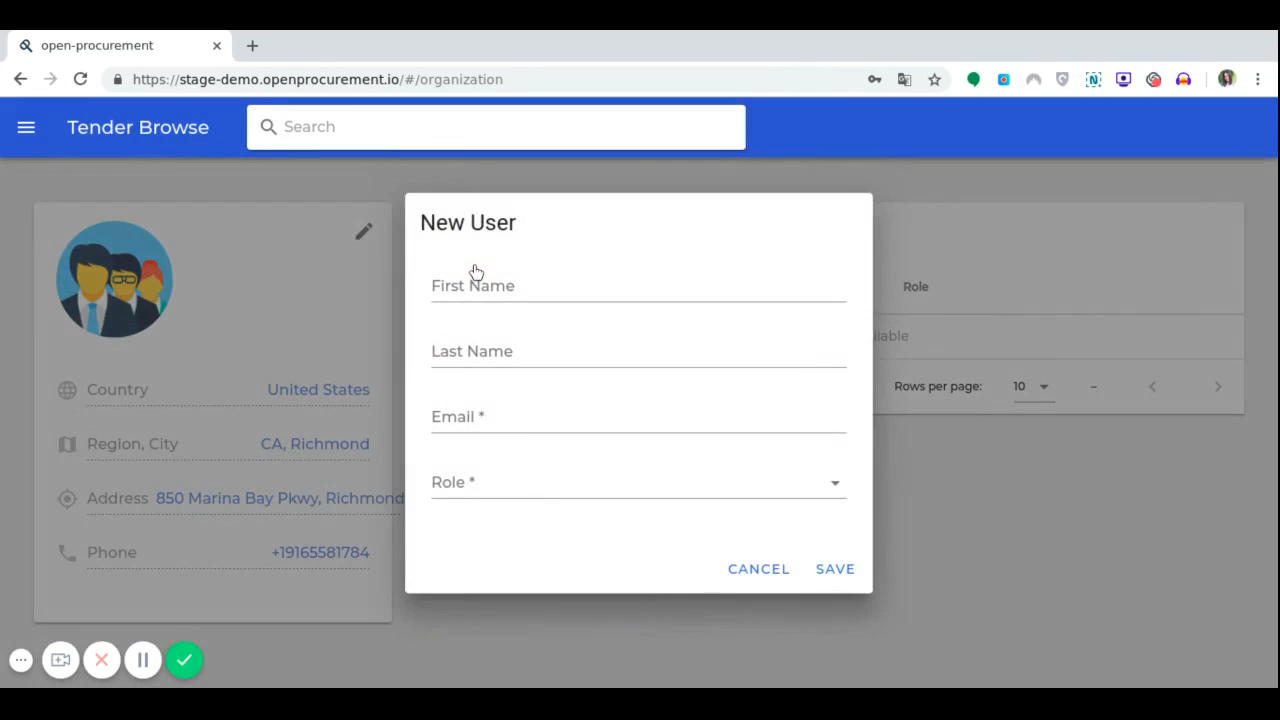 open-procurement
https://stage-demo.openprocurement.io/#/organization
Tender Browse
Search
New User
First Name
Last Name
Email *
Role *
CANCEL SAVE
Country United States
Region, City CA, Richmond
Address 850 Marina Bay Pkwy, Richmond
Phone +19165581784
Role
ilable
Rows per page: 10 –